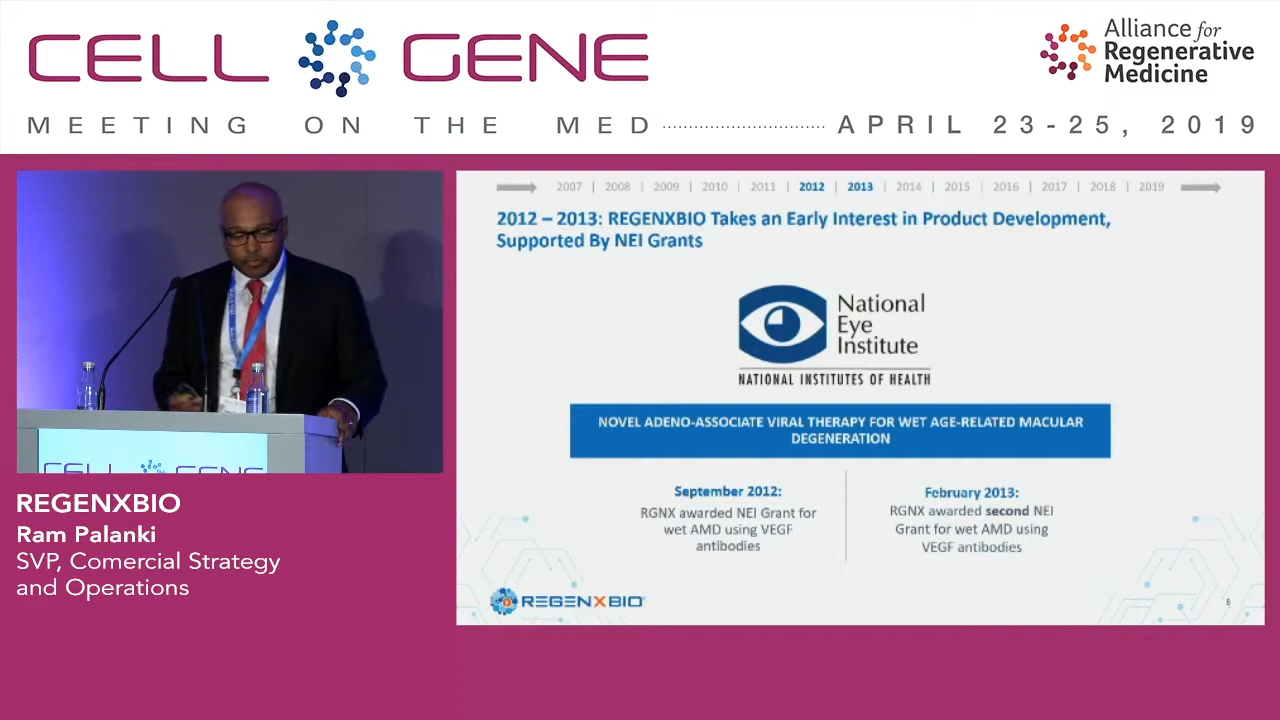 CELL GENE
Alliance for
Regenerative
Medicine
MEETING ON THE MED
APRIL 23-25, 2019
2007 | 2008 | 2009 | 2010 | 2011 | 2012 | 2013 | 2014 | 2015 | 2016 | 2017 | 2018 | 2019
2012 – 2013: REGENXBIO Takes an Early Interest in Product Development,
Supported By NEI Grants
National
Eye
Institute
NATIONAL INSTITUTES OF HEALTH
NOVEL ADENO-ASSOCIATE VIRAL THERAPY FOR WET AGE-RELATED MACULAR
DEGENERATION
September 2012:
RGNX awarded NEI Grant for
wet AMD using VEGF
antibodies
February 2013:
RGNX awarded second NEI
Grant for wet AMD using
VEGF antibodies
REGENXBIO
6
CELL GENE
REGENXBIO
Ram Palanki
SVP, Comercial Strategy
and Operations